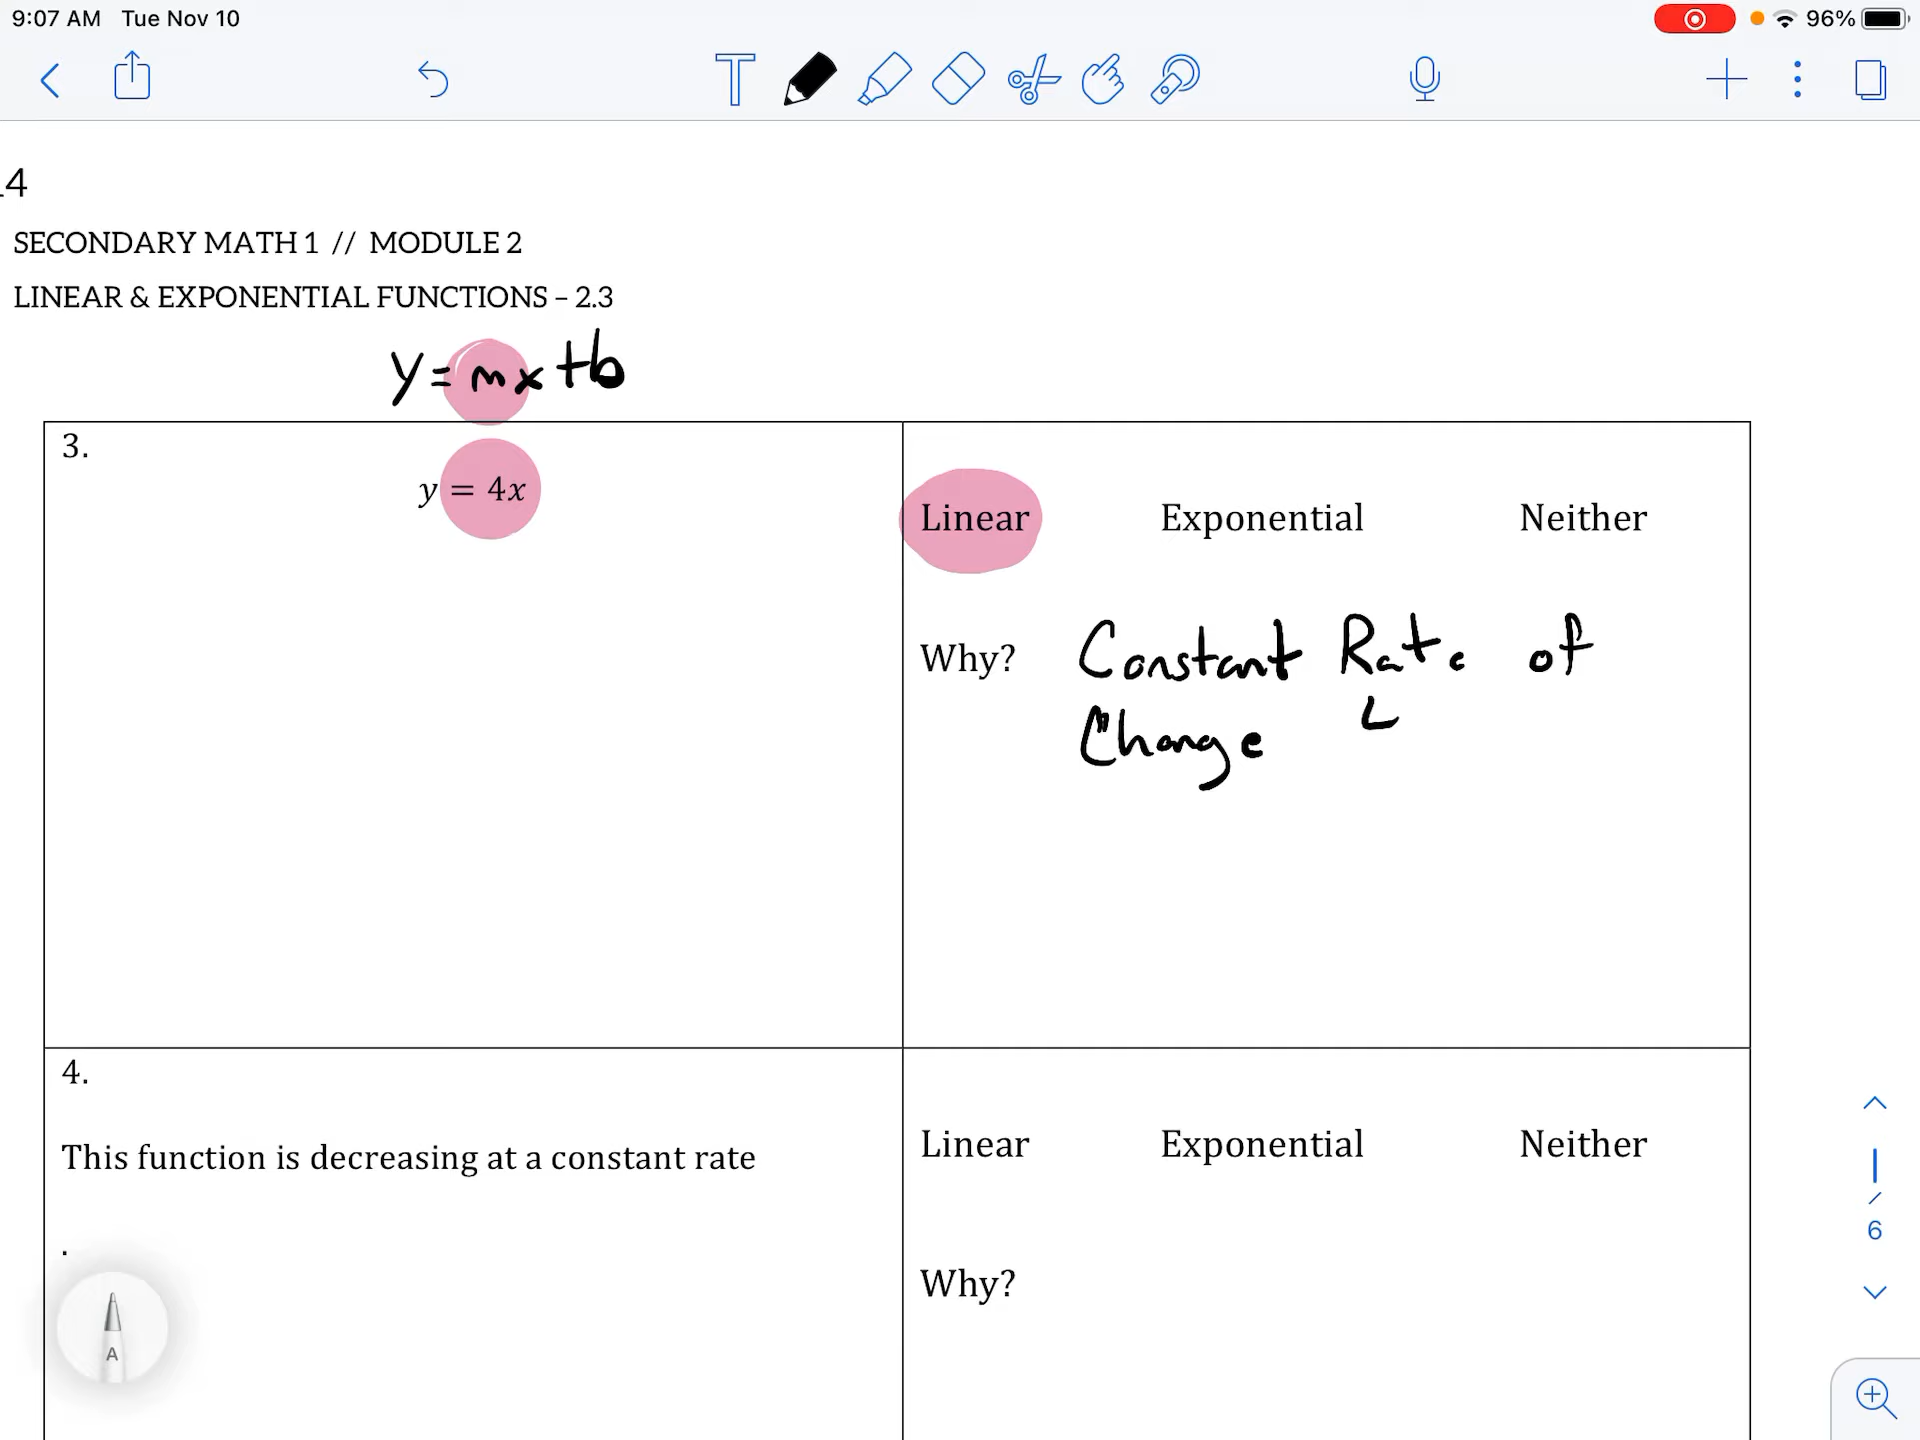 9:07 AM Tue Nov 10
96%
T
.4
SECONDARY MATH 1 // MODULE 2
LINEAR & EXPONENTIAL FUNCTIONS – 2.3
y = mx + b
3.
y = 4x
Linear Exponential Neither
Why? Constant Rate of
Change
4.
This function is decreasing at a constant rate
.
Linear Exponential Neither
Why?
A
1
/
6